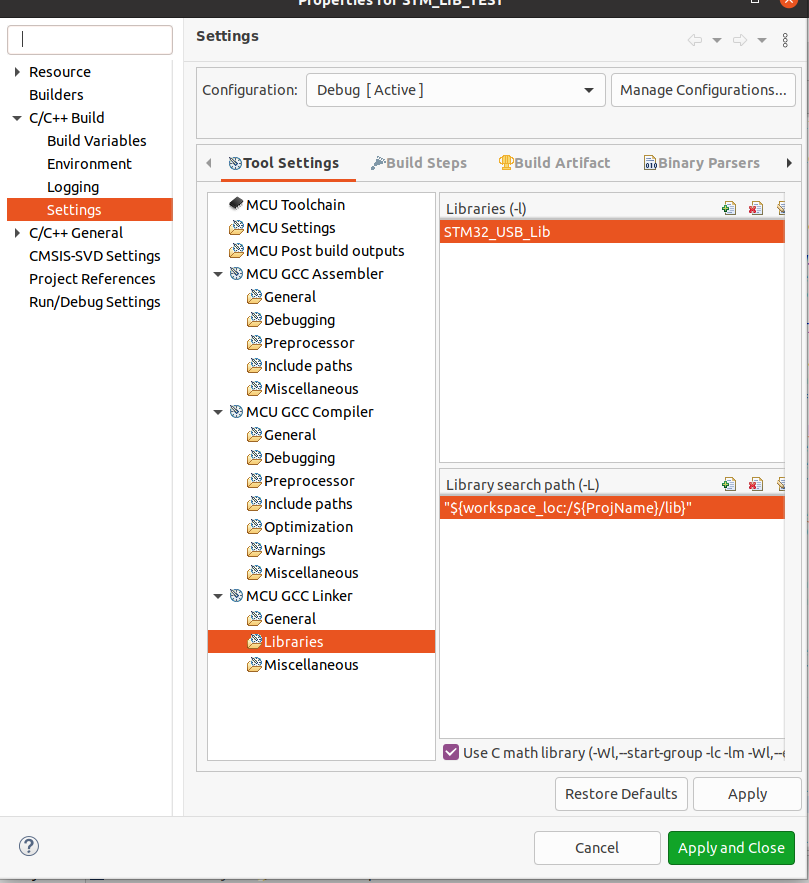 Properties for STM_LIB_TEST
Settings
Resource
Builders
C/C++ Build
Build Variables
Environment
Logging
Settings
C/C++ General
CMSIS-SVD Settings
Project References
Run/Debug Settings
Configuration:
Debug [ Active ]
Manage Configurations...
Tool Settings
Build Steps
Build Artifact
Binary Parsers
MCU Toolchain
MCU Settings
MCU Post build outputs
MCU GCC Assembler
General
Debugging
Preprocessor
Include paths
Miscellaneous
MCU GCC Compiler
General
Debugging
Preprocessor
Include paths
Optimization
Warnings
Miscellaneous
MCU GCC Linker
General
Libraries
Miscellaneous
Libraries (-l)
STM32_USB_Lib
Library search path (-L)
"${workspace_loc:/${ProjName}/lib}"
Use C math library (-Wl,--start-group -lc -lm -Wl,--
Restore Defaults
Apply
Cancel
Apply and Close